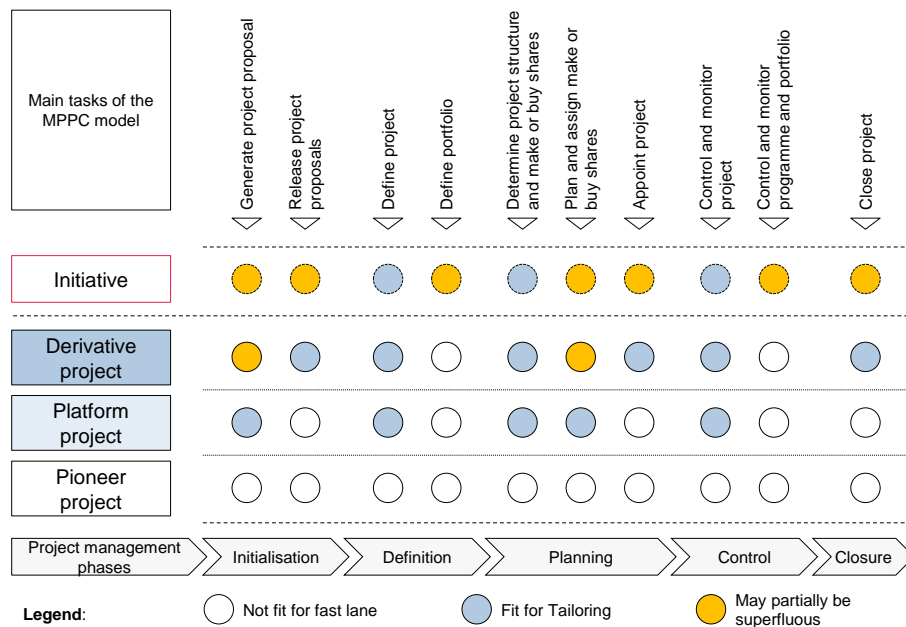 Main tasks of the
MPPC model
Generate project proposal
Release project
proposals
Define project
Define portfolio
Determine project structure
and make or buy shares
Plan and assign make or
buy shares
Appoint project
Control and monitor
project
Control and monitor
programme and portfolio
Close project
Initiative
Derivative
project
Platform
project
Pioneer
project
Project management
phases
Initialisation
Definition
Planning
Control
Closure
Legend:
Not fit for fast lane
Fit for Tailoring
May partially be
superfluous